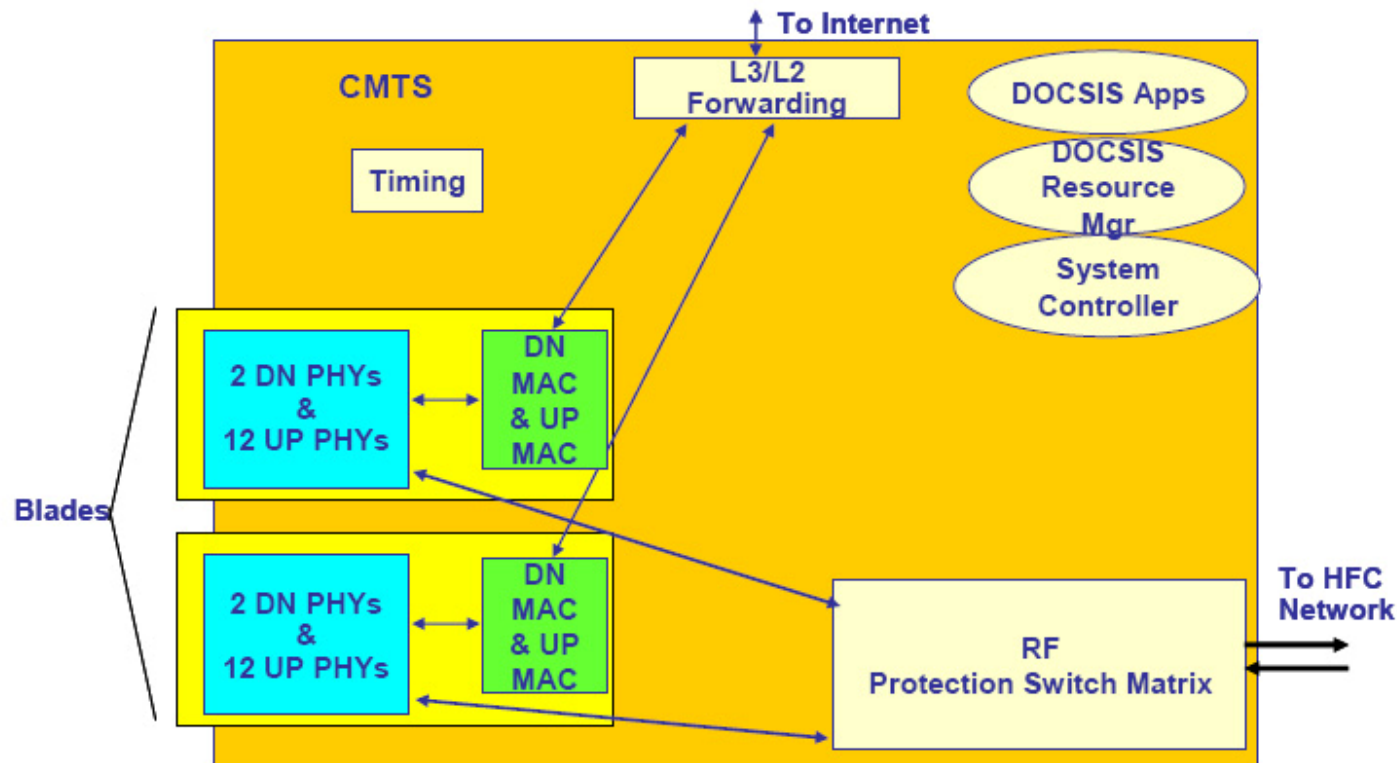 To Internet
CMTS
L3/L2
Forwarding
DOCSIS Apps
Timing
DOCSIS
Resource
Mgr
System
Controller
Blades
2 DN PHYs
&
12 UP PHYs
DN
MAC
& UP
MAC
2 DN PHYs
&
12 UP PHYs
DN
MAC
& UP
MAC
RF
Protection Switch Matrix
To HFC
Network